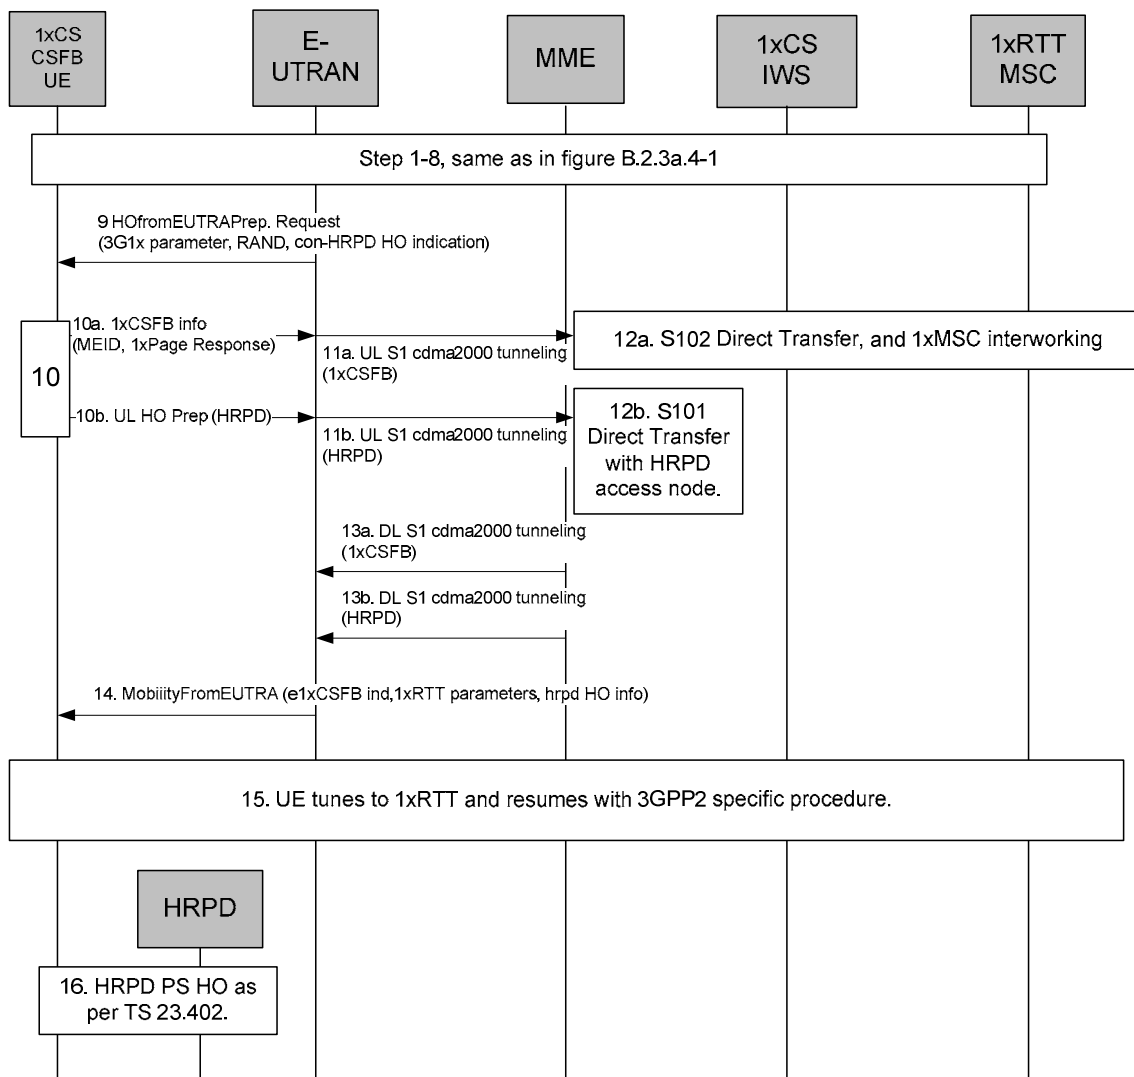 1xCS
CSFB
UE
E-
UTRAN
MME
1xCS
IWS
1xRTT
MSC
Step 1-8, same as in figure B.2.3a.4-1
9 HOfromEUTRAPrep. Request
(3G1x parameter, RAND, con-HRPD HO indication)
10
10a. 1xCSFB info
(MEID, 1xPage Response)
11a. UL S1 cdma2000 tunneling
(1xCSFB)
12a. S102 Direct Transfer, and 1xMSC interworking
10b. UL HO Prep (HRPD)
11b. UL S1 cdma2000 tunneling
(HRPD)
12b. S101
Direct Transfer
with HRPD
access node.
13a. DL S1 cdma2000 tunneling
(1xCSFB)
13b. DL S1 cdma2000 tunneling
(HRPD)
14. MobiiityFromEUTRA (e1xCSFB ind,1xRTT parameters, hrpd HO info)
15. UE tunes to 1xRTT and resumes with 3GPP2 specific procedure.
HRPD
16. HRPD PS HO as
per TS 23.402.